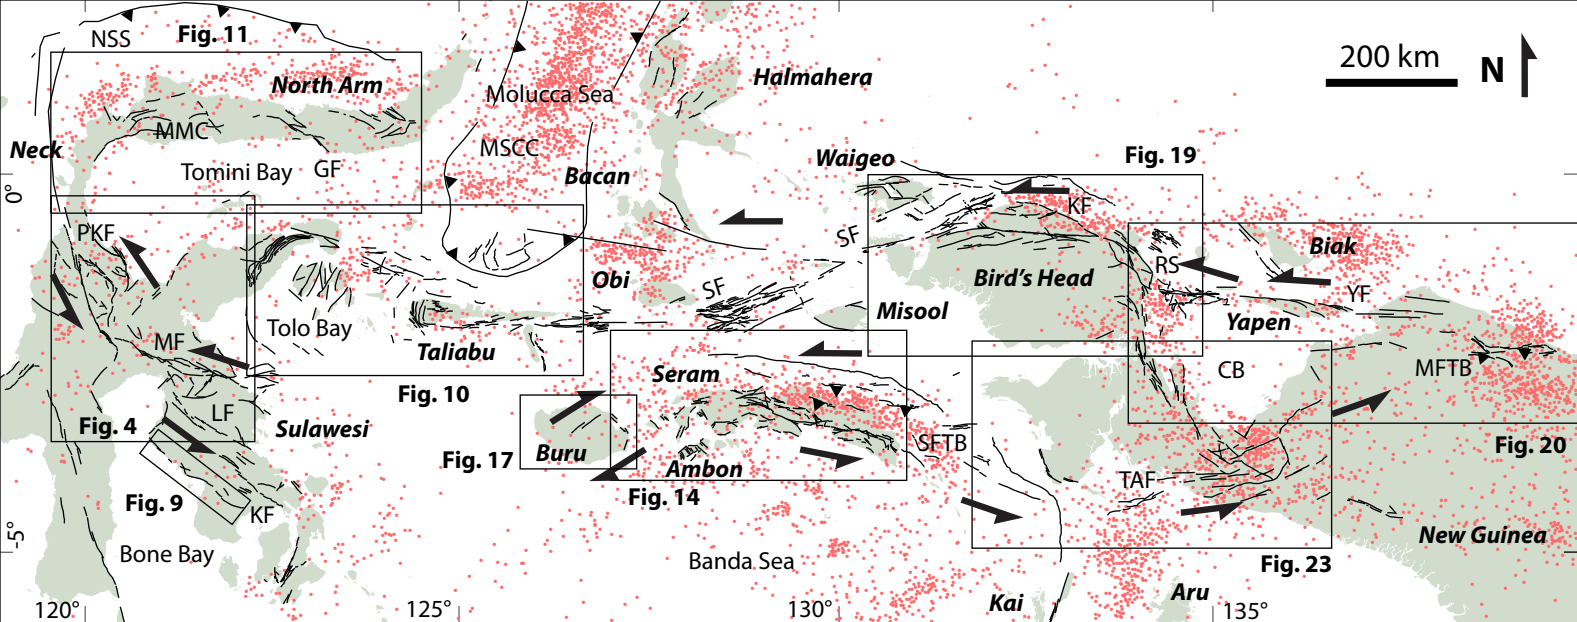 NSS
Fig. 11
North Arm
Molucca Sea
Halmahera
200 km
N
MMC
MSCC
Neck
Tomini Bay
GF
Bacan
Waigeo
Fig. 19
0°
PKF
SF
KF
Biak
RS
Bird's Head
Obi
SF
YF
Misool
Yapen
Tolo Bay
MF
Taliabu
Seram
CB
MFTB
Fig. 10
LF
Fig. 4
Sulawesi
Fig. 17
Buru
Ambon
SFTB
Fig. 20
Fig. 14
TAF
Fig. 9
KF
-5°
Bone Bay
Banda Sea
New Guinea
Fig. 23
Kai
Aru
120°
125°
130°
135°